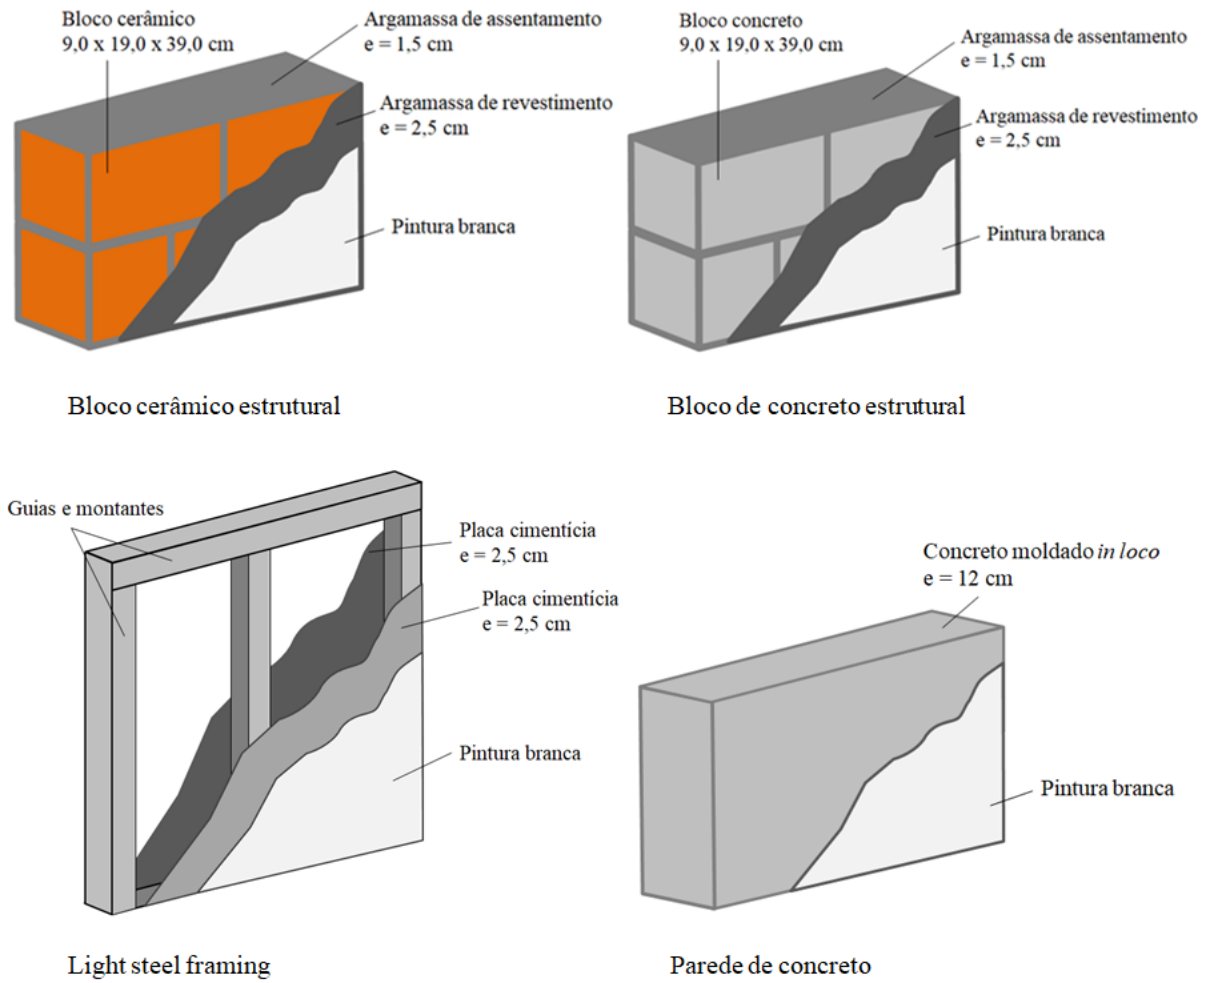 Bloco cerâmico
9,0 x 19,0 x 39,0 cm
Argamassa de assentamento
e = 1,5 cm
Argamassa de revestimento
e = 2,5 cm
Pintura branca
Bloco cerâmico estrutural
Bloco concreto
9,0 x 19,0 x 39,0 cm
Argamassa de assentamento
e = 1,5 cm
Argamassa de revestimento
e = 2,5 cm
Pintura branca
Bloco de concreto estrutural
Guias e montantes
Placa cimentícia
e = 2,5 cm
Placa cimentícia
e = 2,5 cm
Pintura branca
Light steel framing
Concreto moldado in loco
e = 12 cm
Pintura branca
Parede de concreto